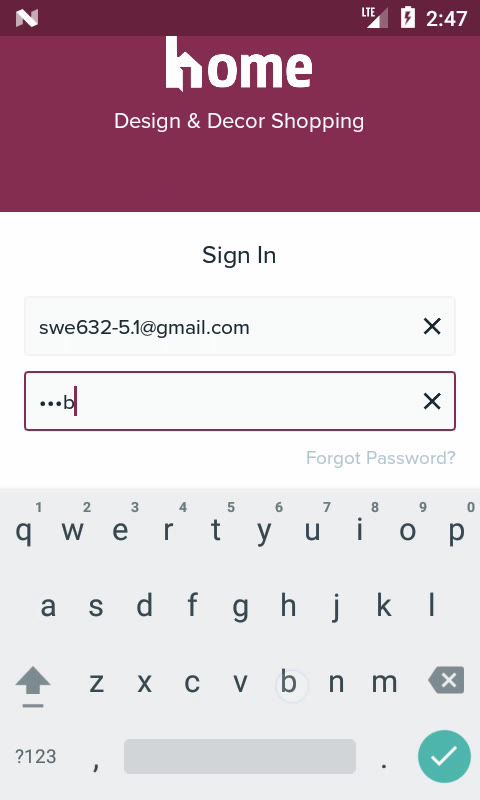 LTE 2:47
home
Design & Decor Shopping
Sign In
swe632-5.1@gmail.com
•••b
Forgot Password?
1 2 3 4 5 6 7 8 9 0
q w e r t y u i o p
a s d f g h j k l
z x c v b n m
?123 , .